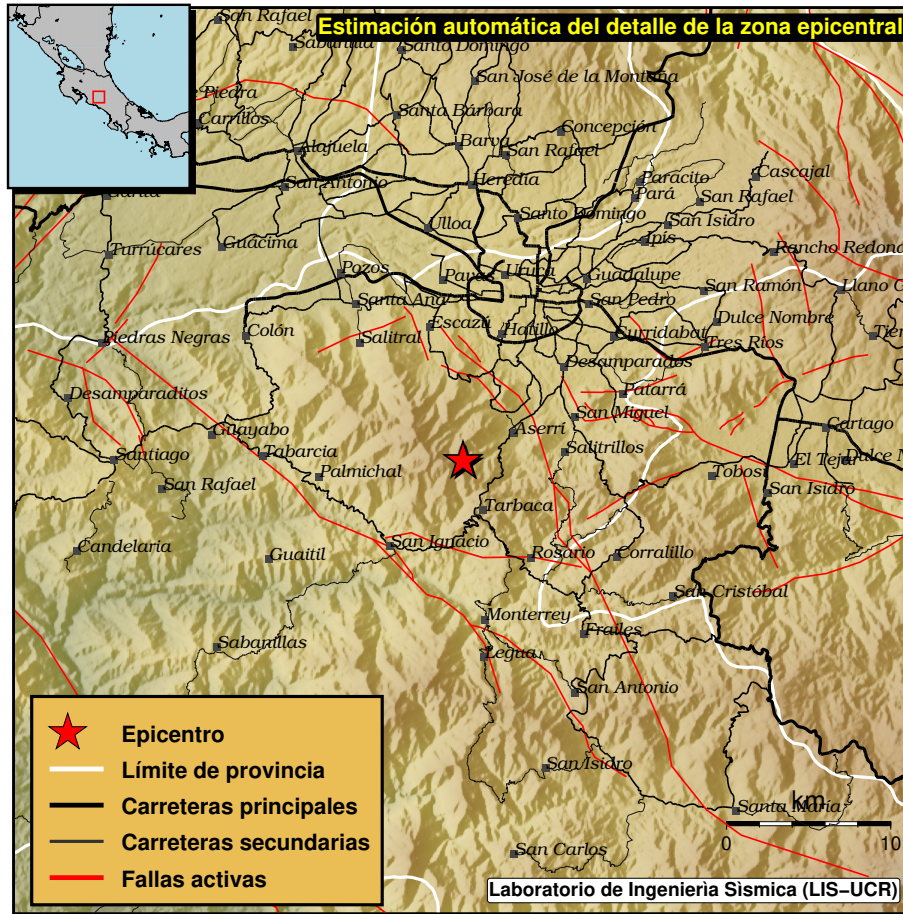 Estimación automática del detalle de la zona epicentral
San Rafael
Sabanilla
Santo Domingo
San José de la Montaña
Piedra
Carrillos
Santa Bárbara
Concepción
Alajuela
Barva
San Rafael
Paracito
Cascajal
San Antonio
Heredia
Pará
San Rafael
Ulloa
Santo Domingo
San Isidro
Turrúcares
Guácima
Ipís
Rancho Redond
Pozos
Pavas
Uruca
Guadalupe
San Ramón
Llano G
Santa Ana
San Pedro
Colón
Salitral
Escazú
Hatillo
Curridabat
Dulce Nombre
Tier
Piedras Negras
Tres Ríos
Desamparados
Desamparaditos
Patarrá
San Miguel
Guayabo
Aserrí
Cartago
Santiago
Tabarcia
Salitrillos
El Tejar
Dulce N
Palmichal
Tobosi
San Rafael
San Isidro
Tarbaca
Candelaria
Guaitil
San Ignacio
Rosario
Corralillo
San Cristóbal
Monterrey
Frailes
Sabanillas
Legua
San Antonio
San Isidro
Santa María
San Carlos
Epicentro
Límite de provincia
Carreteras principales
Carreteras secundarias
Fallas activas
km
0 10
Laboratorio de Ingenierìa Sìsmica (LIS−UCR)